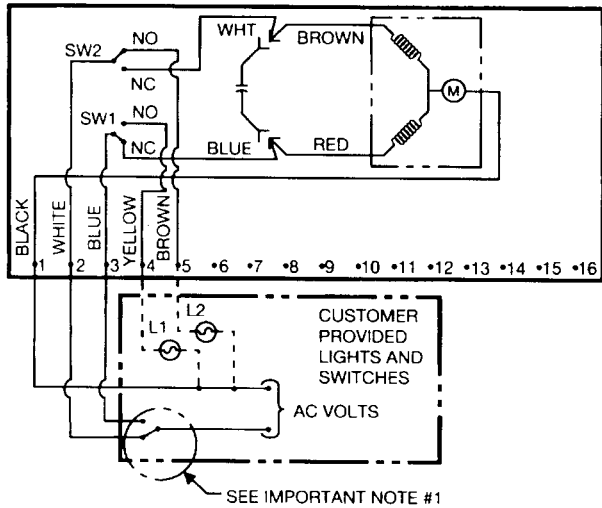 WHT
BROWN
NO
SW2
NC
NO
SW1
NC
BLUE
RED
M
BLACK
WHITE
BLUE
YELLOW
BROWN
•1 •2 •3 •4 •5 •6 •7 •8 •9 •10 •11 •12 •13 •14 •15 •16
L1
L2
CUSTOMER
PROVIDED
LIGHTS AND
SWITCHES
AC VOLTS
SEE IMPORTANT NOTE #1